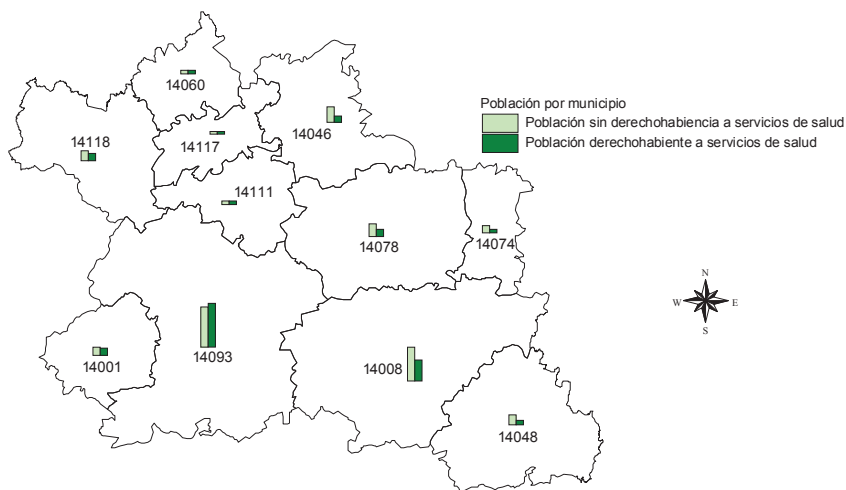 14060
14046
14118
14117
14111
14078
14074
14001
14093
14008
14048
Población por municipio
Población sin derechohabiencia a servicios de salud
Población derechohabiente a servicios de salud
N
W E
S